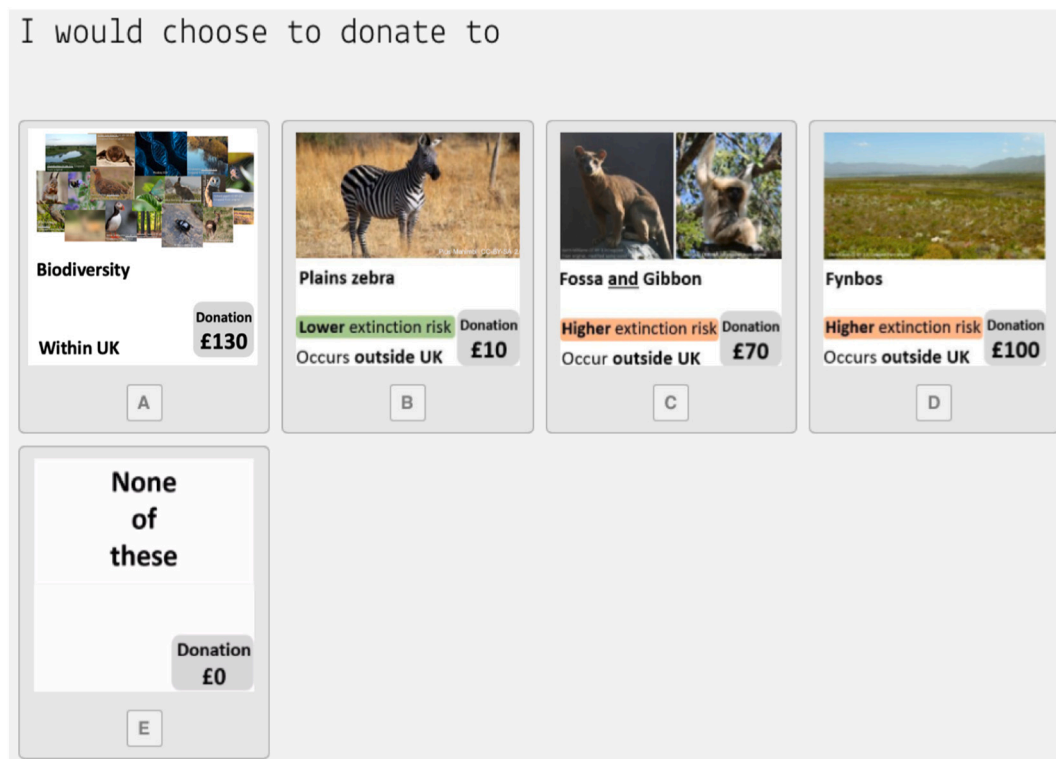 I would choose to donate to
Biodiversity
Within UK
Donation
£130
A
Plains zebra
Lower extinction risk
Occurs outside UK
Donation
£10
B
Fossa and Gibbon
Higher extinction risk
Occur outside UK
Donation
£70
C
Fynbos
Higher extinction risk
Occurs outside UK
Donation
£100
D
None
of
these
Donation
£0
E